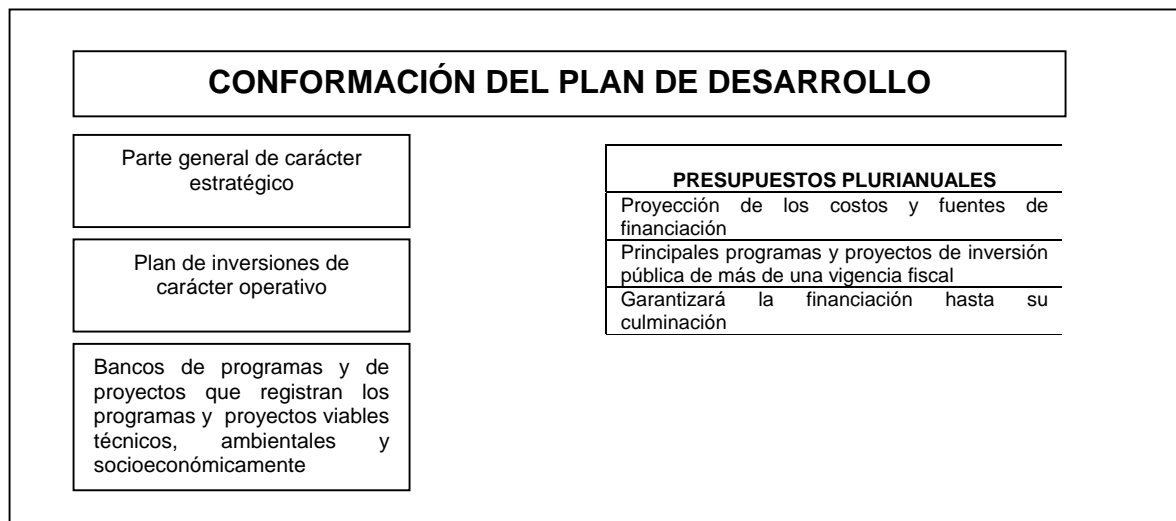 CONFORMACIÓN DEL PLAN DE DESARROLLO
Parte general de carácter
estratégico
Plan de inversiones de
carácter operativo
Bancos de programas y de
proyectos que registran los
programas y proyectos viables
técnicos, ambientales y
socioeconómicamente
PRESUPUESTOS PLURIANUALES
Proyección de los costos y fuentes de
financiación
Principales programas y proyectos de inversión
pública de más de una vigencia fiscal
Garantizará la financiación hasta su
culminación